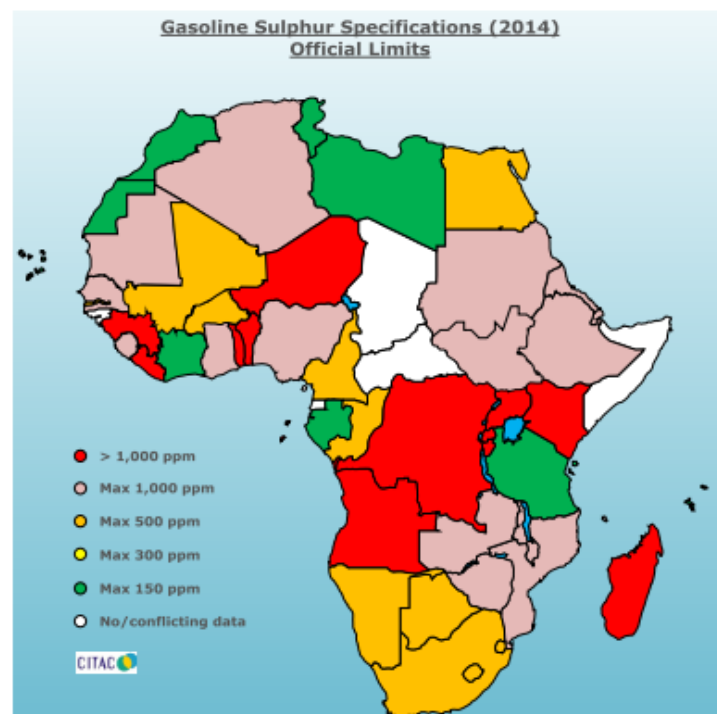 Gasoline Sulphur Specifications (2014)
Official Limits
> 1,000 ppm
Max 1,000 ppm
Max 500 ppm
Max 300 ppm
Max 150 ppm
No/conflicting data
CITAC